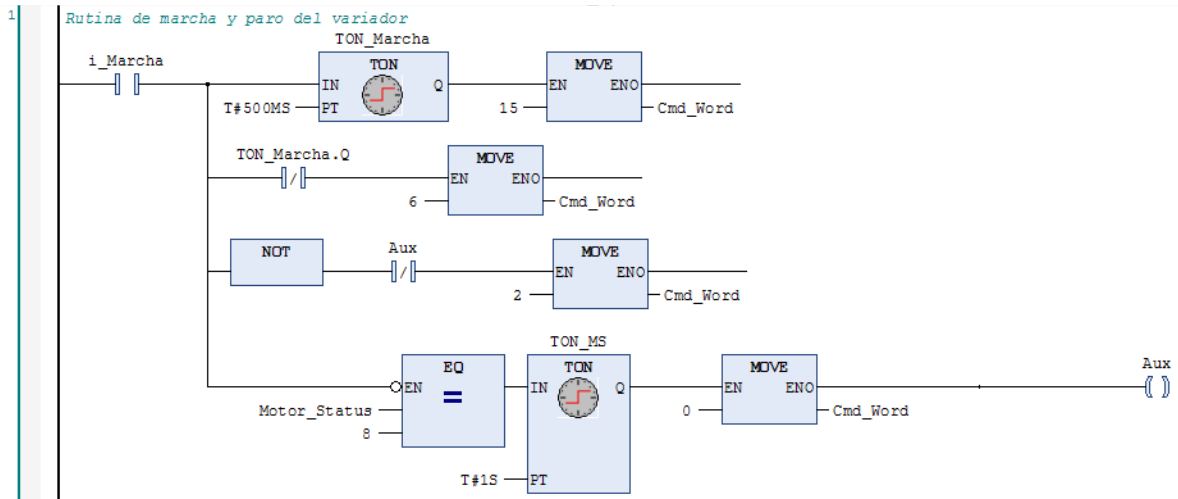 1
Rutina de marcha y paro del variador
TON_Marcha
i_Marcha
TON
MOVE
IN Q
EN ENO
T#500MS PT
15
Cmd_Word
TON_Marcha.Q
MOVE
EN ENO
6
Cmd_Word
NOT
Aux
MOVE
EN ENO
2
Cmd_Word
TON_MS
EQ
TON
MOVE
Aux
EN
=
IN Q
EN ENO
Motor_Status
0
Cmd_Word
8
T#1S PT